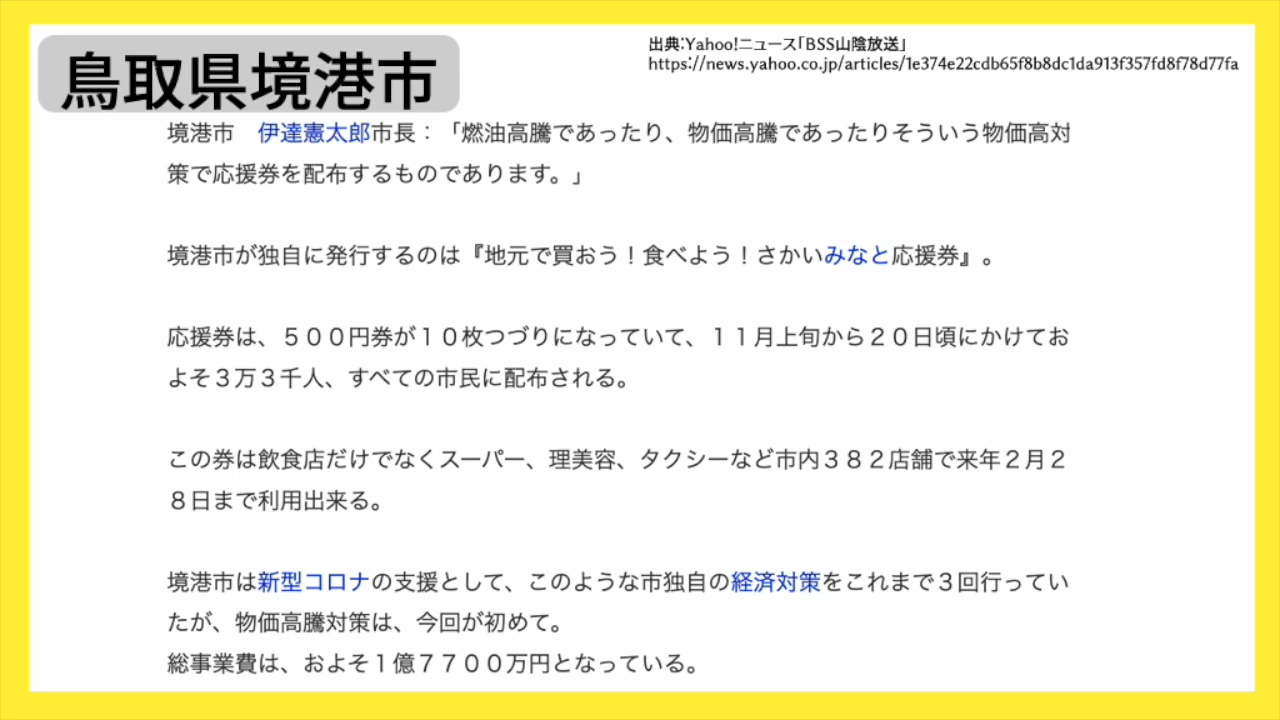 鳥取県境港市
出典:Yahoo!ニュース「BSS山陰放送」
https://news.yahoo.co.jp/articles/1e374e22cdb65f8b8dc1da913f357fd8f78d77fa
境港市　伊達憲太郎市長：「燃油高騰であったり、物価高騰であったりそういう物価高対
策で応援券を配布するものであります。」
境港市が独自に発行するのは『地元で買おう！食べよう！さかいみなと応援券』。
応援券は、５００円券が１０枚つづりになっていて、１１月上旬から２０日頃にかけてお
よそ３万３千人、すべての市民に配布される。
この券は飲食店だけでなくスーパー、理美容、タクシーなど市内３８２店舗で来年２月２
８日まで利用出来る。
境港市は新型コロナの支援として、このような市独自の経済対策をこれまで３回行ってい
たが、物価高騰対策は、今回が初めて。
総事業費は、およそ１億７７００万円となっている。